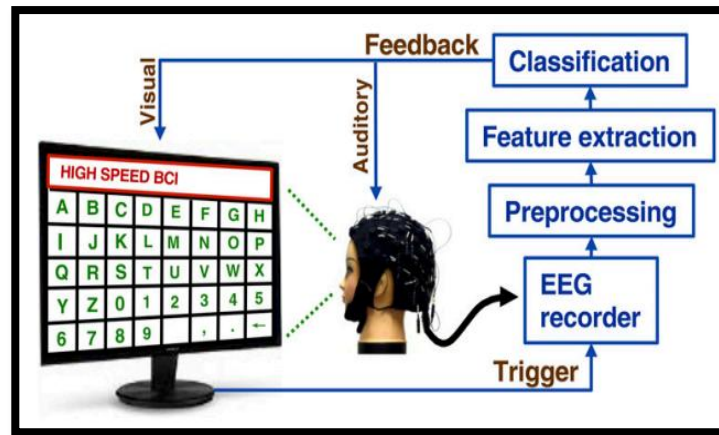 Feedback
Classification
Visual
Auditory
Feature extraction
HIGH SPEED BCI
A B C D E F G H
I J K L M N O P
Q R S T U V W X
Y Z 0 1 2 3 4 5
6 7 8 9 , . ←
Preprocessing
EEG
recorder
Trigger